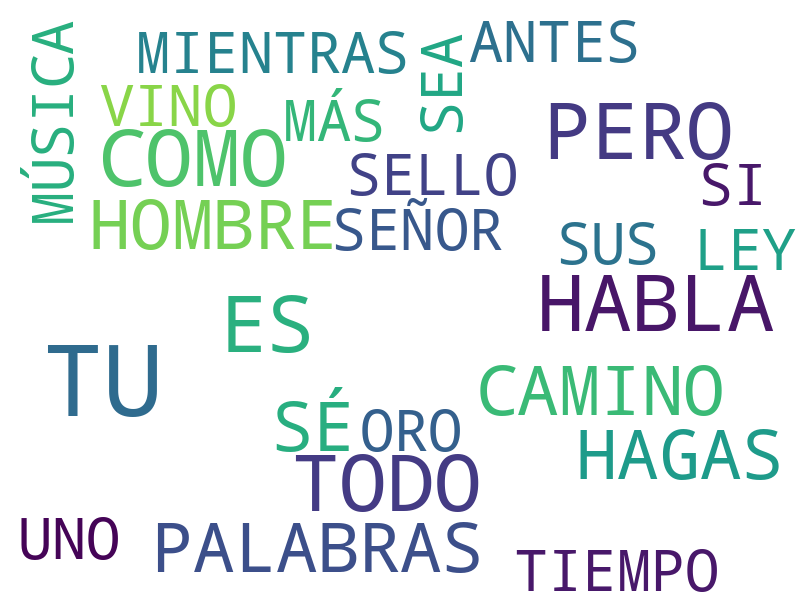 MÚSICA
MIENTRAS
SEA
ANTES
VINO
MÁS
PERO
COMO
SELLO
SI
HOMBRE
SEÑOR
SUS
LEY
HABLA
ES
TU
CAMINO
SÉ
ORO
HAGAS
TODO
UNO
PALABRAS
TIEMPO